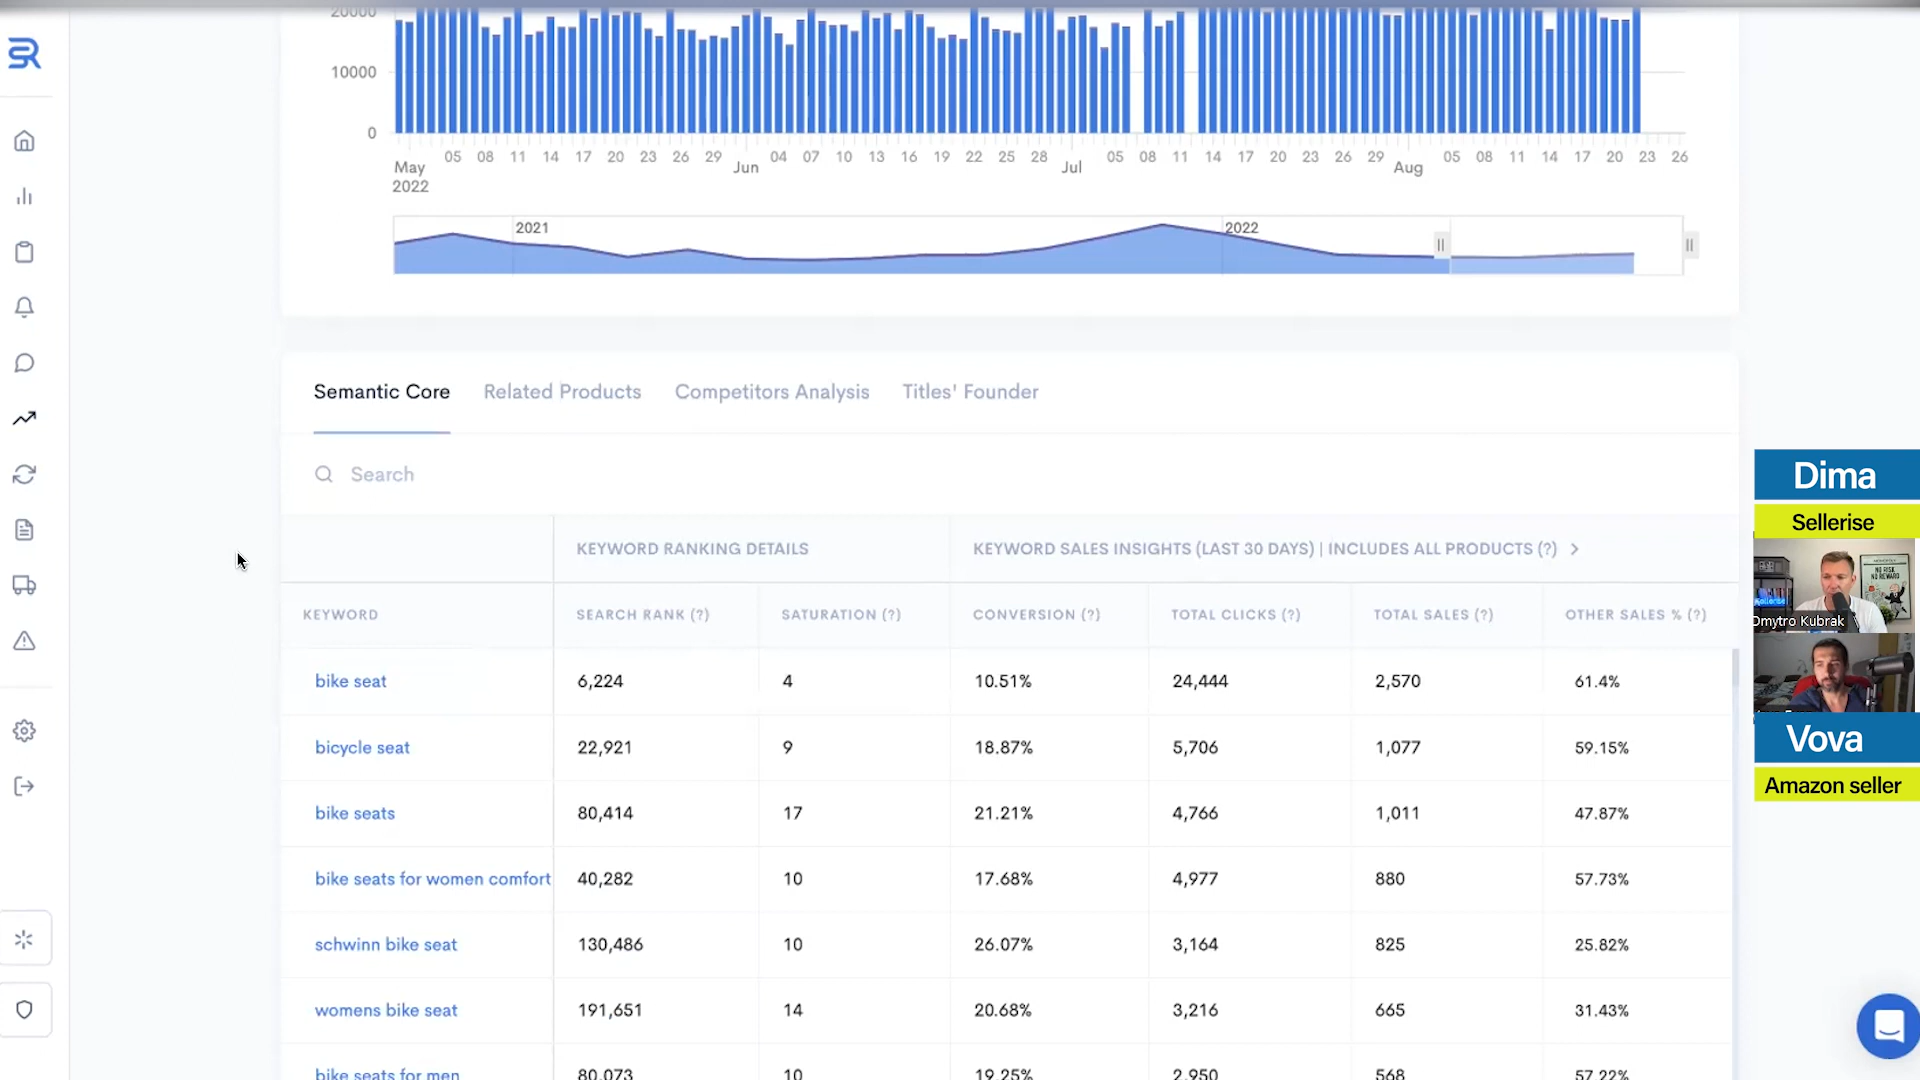 SR
20000
10000
0
05 08 11 14 17 20 23 26 29 04 07 10 13 16 19 22 25 28 05 08 11 14 17 20 23 26 29 05 08 11 14 17 20 23 26
May Jun Jul Aug
2022
2021 2022
Semantic Core Related Products Competitors Analysis Titles' Founder
Search
KEYWORD RANKING DETAILS KEYWORD SALES INSIGHTS (LAST 30 DAYS) | INCLUDES ALL PRODUCTS (?)
KEYWORD SEARCH RANK (?) SATURATION (?) CONVERSION (?) TOTAL CLICKS (?) TOTAL SALES (?) OTHER SALES % (?)
bike seat 6,224 4 10.51% 24,444 2,570 61.4%
bicycle seat 22,921 9 18.87% 5,706 1,077 59.15%
bike seats 80,414 17 21.21% 4,766 1,011 47.87%
bike seats for women comfort 40,282 10 17.68% 4,977 880 57.73%
schwinn bike seat 130,486 10 26.07% 3,164 825 25.82%
womens bike seat 191,651 14 20.68% 3,216 665 31.43%
bike seats for men 80,073 10 19.25% 2,950 568 57.22%
Dima
Sellerise
NO RISK
NO REWARD
Dmytro Kubrak
Vova
Amazon seller